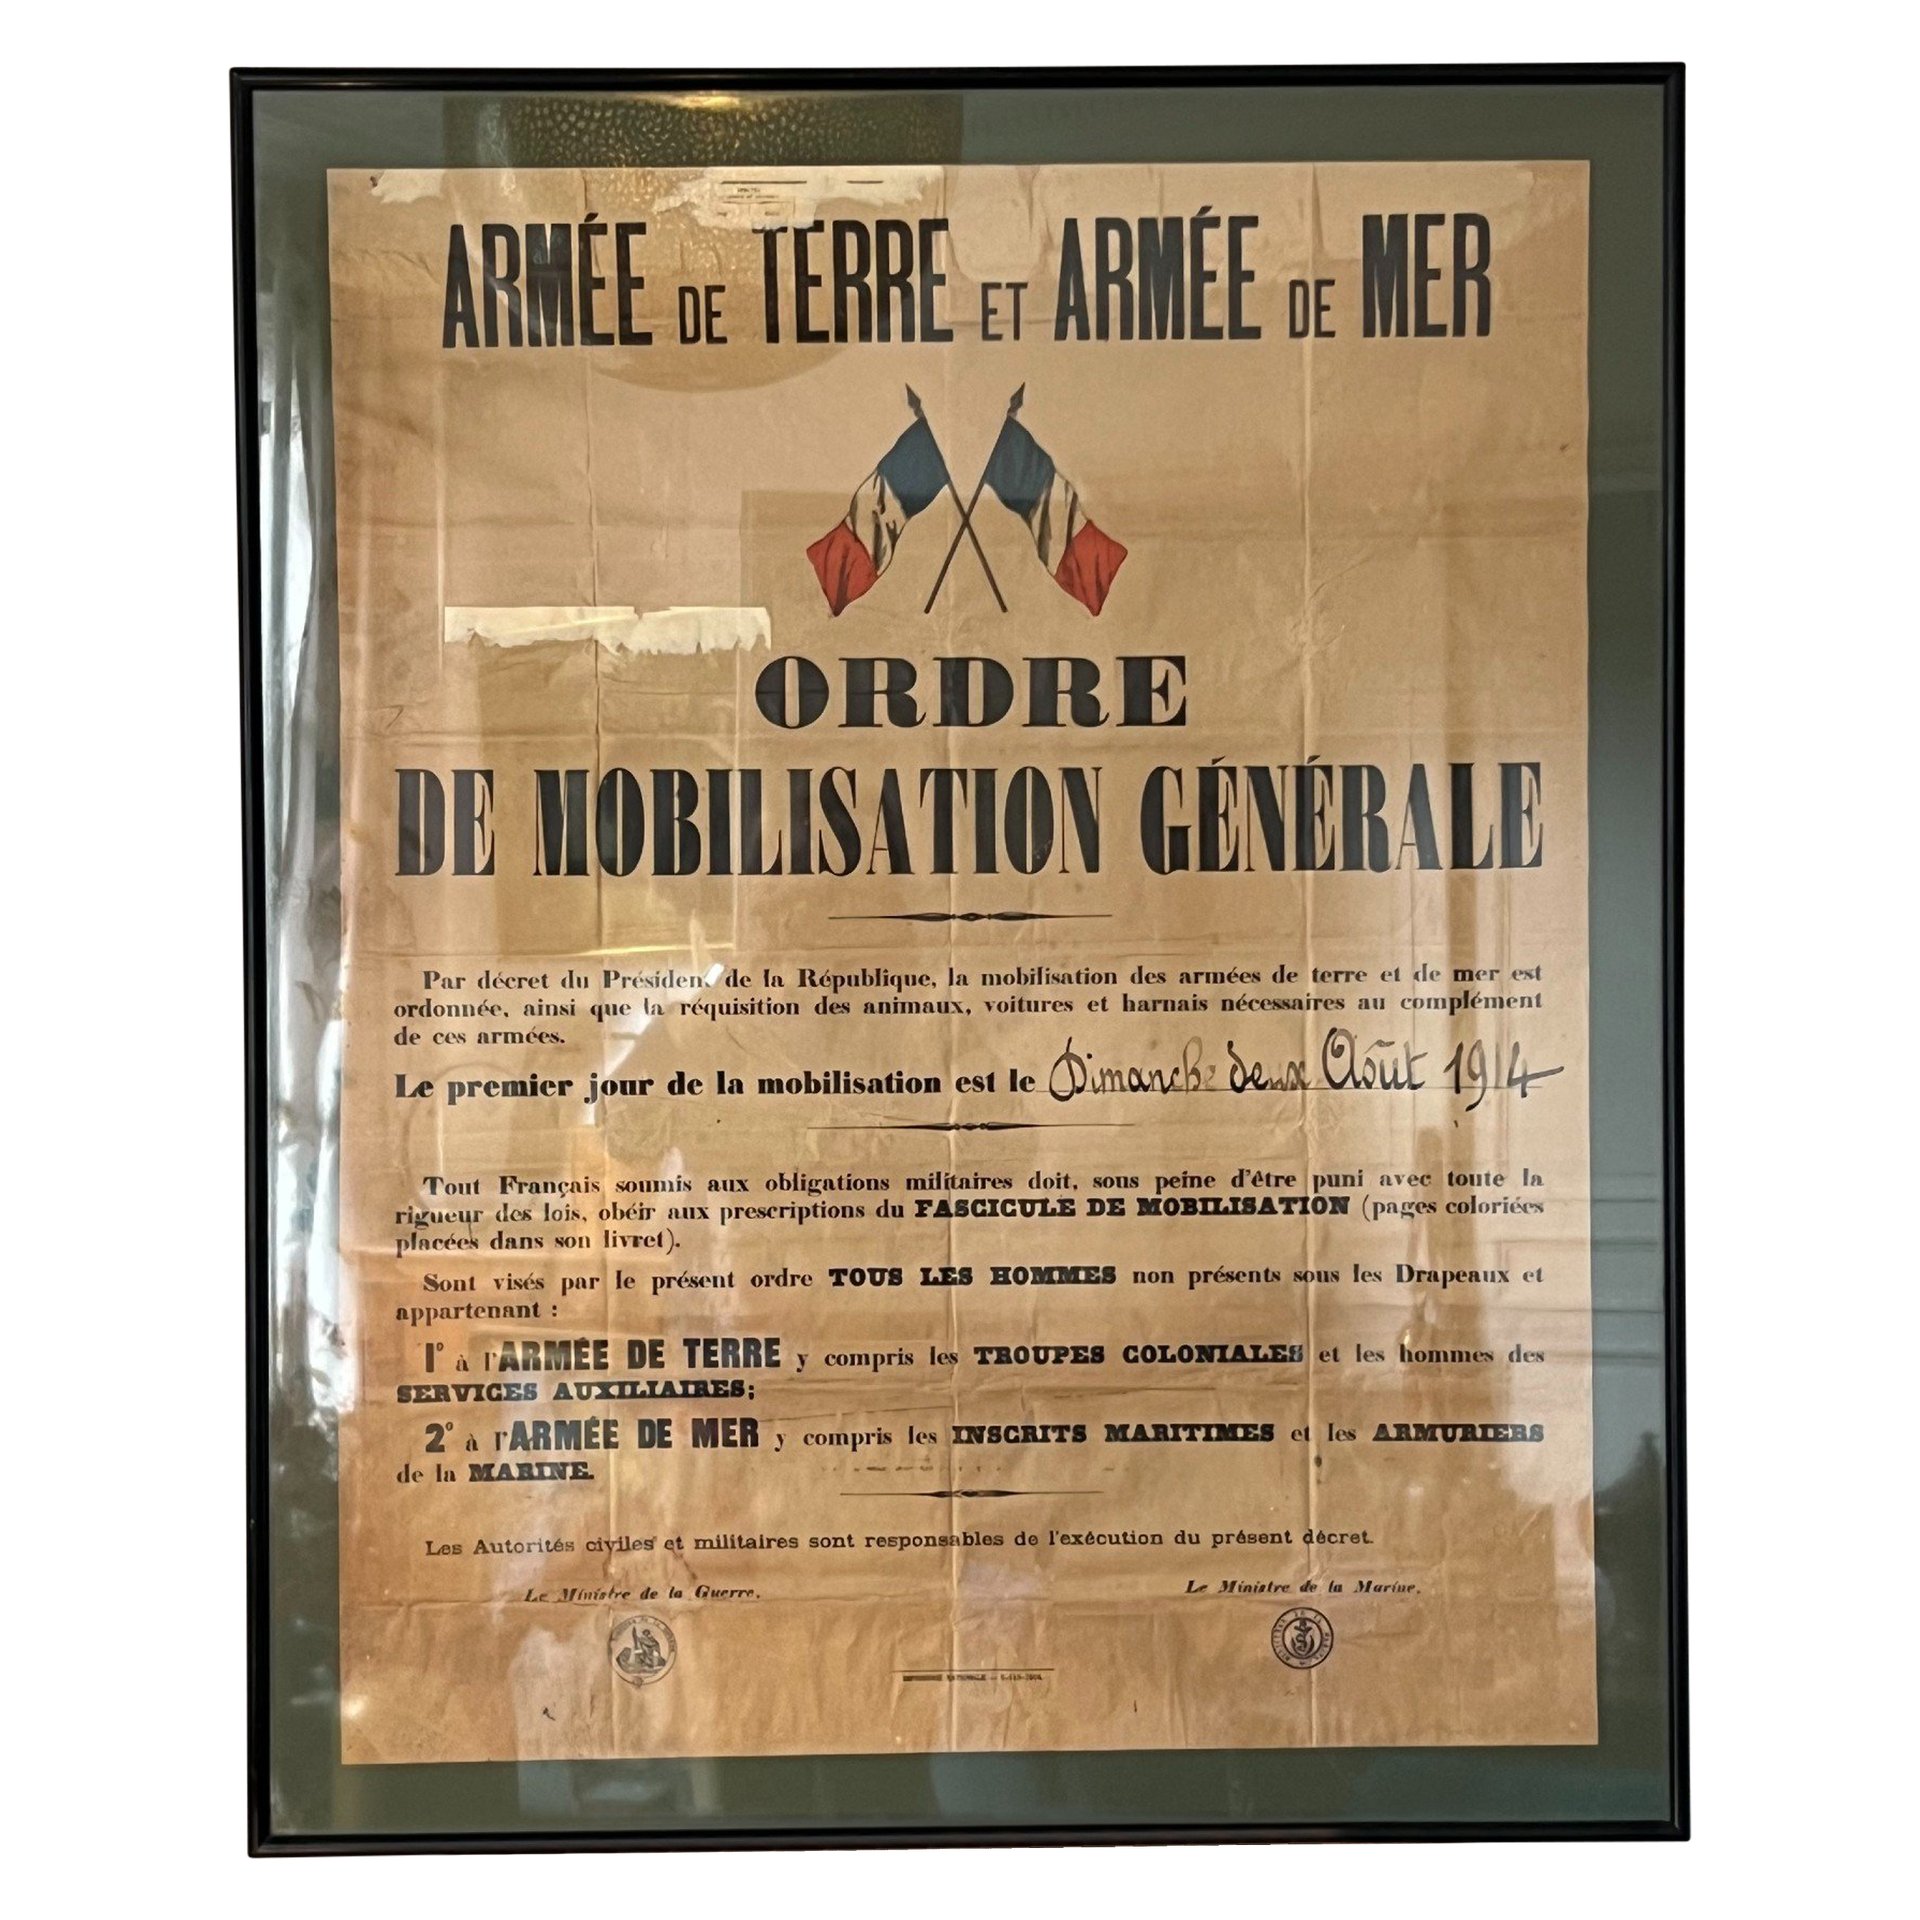 ARMÉE DE TERRE ET ARMÉE DE MER
ORDRE
DE MOBILISATION GÉNÉRALE
Par décret du Président de la République, la mobilisation des armées de terre et de mer est
ordonnée, ainsi que la réquisition des animaux, voitures et harnais nécessaires au complément
de ces armées.
Le premier jour de la mobilisation est le Dimanche deux Août 1914
Tout Français soumis aux obligations militaires doit, sous peine d'être puni avec toute la
rigueur des lois, obéir aux prescriptions du FASCICULE DE MOBILISATION (pages coloriées
placées dans son livret).
Sont visés par le présent ordre TOUS LES HOMMES non présents sous les Drapeaux et
appartenant :
1° à l'ARMÉE DE TERRE y compris les TROUPES COLONIALES et les hommes des
SERVICES AUXILIAIRES;
2° à l'ARMÉE DE MER y compris les INSCRITS MARITIMES et les ARMURIERS
de la MARINE.
Les Autorités civiles et militaires sont responsables de l'exécution du présent décret.
Le Ministre de la Guerre,
Le Ministre de la Marine,
IMPRIMERIE NATIONALE